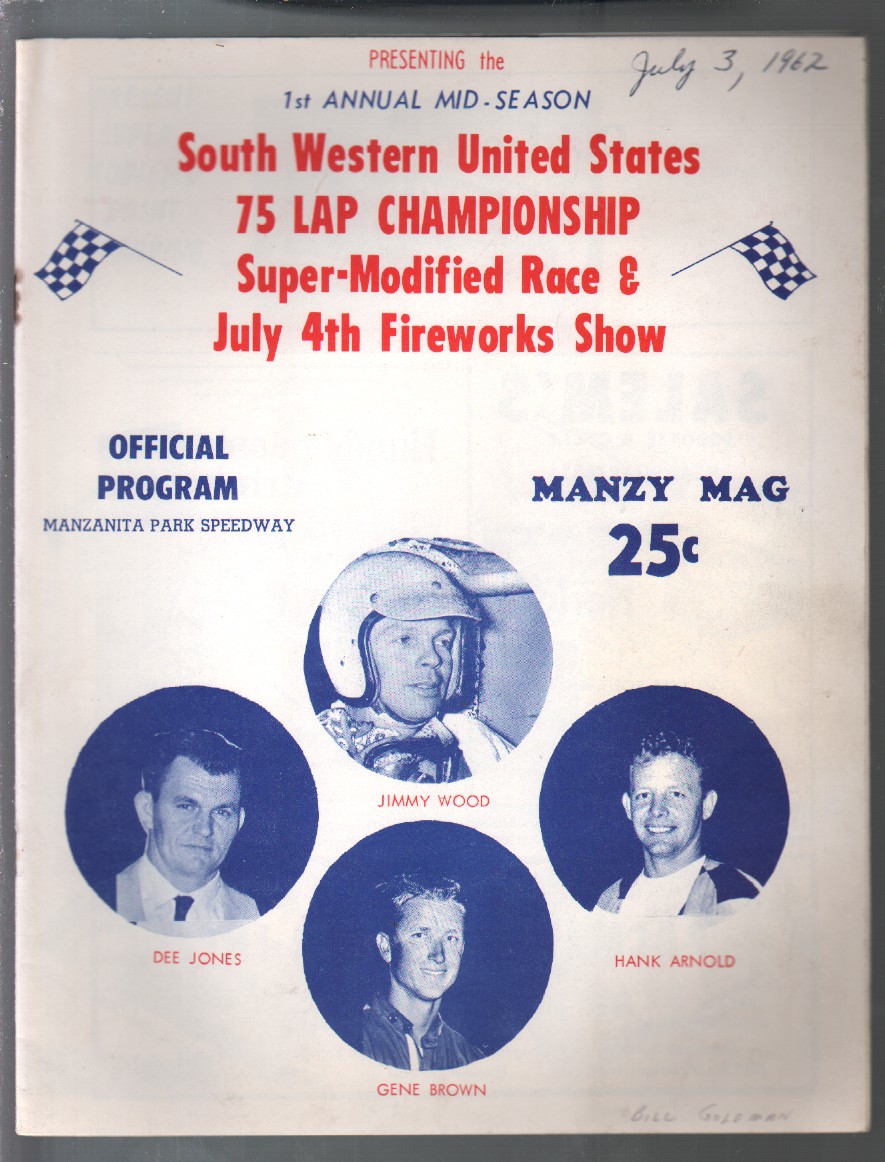 PRESENTING the
July 3, 1962
1st ANNUAL MID-SEASON
South Western United States
75 LAP CHAMPIONSHIP
Super-Modified Race &
July 4th Fireworks Show
OFFICIAL
PROGRAM
MANZANITA PARK SPEEDWAY
MANZY MAG
25c
JIMMY WOOD
DEE JONES
HANK ARNOLD
GENE BROWN
BILL GOLDMAN